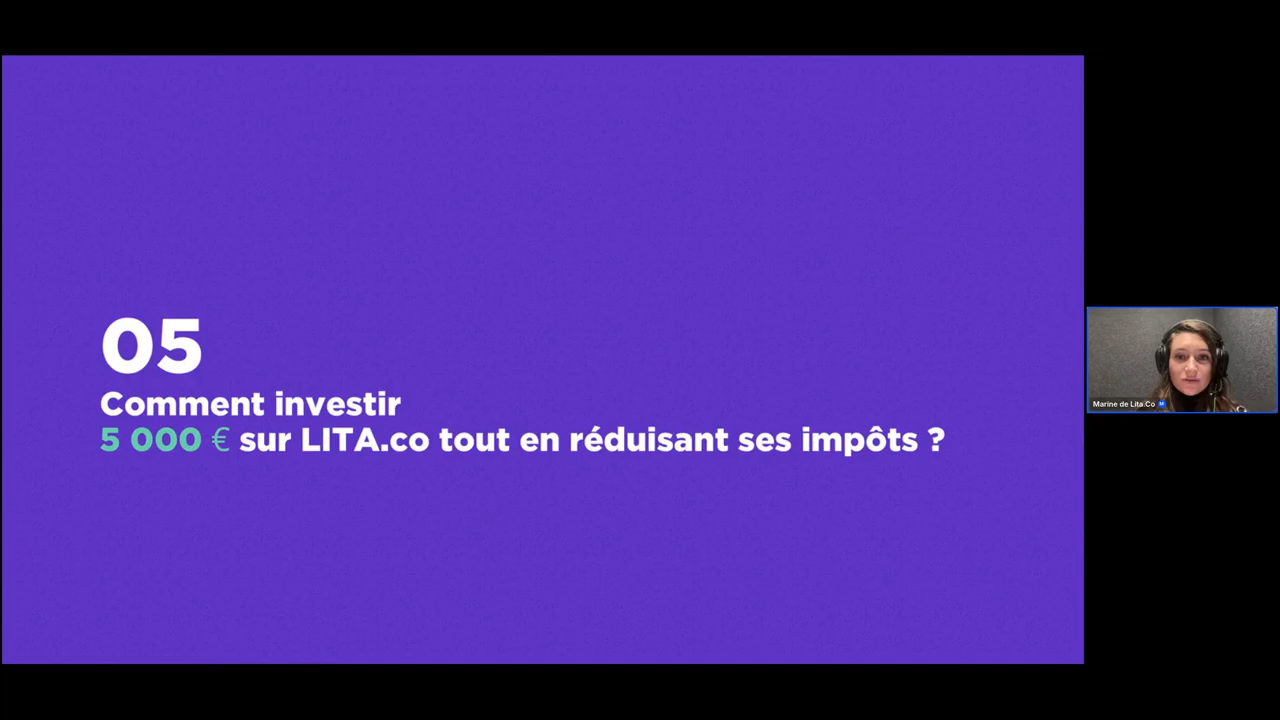 05
Comment investir
5 000 € sur LITA.co tout en réduisant ses impôts ?
Marine de Lita.Co